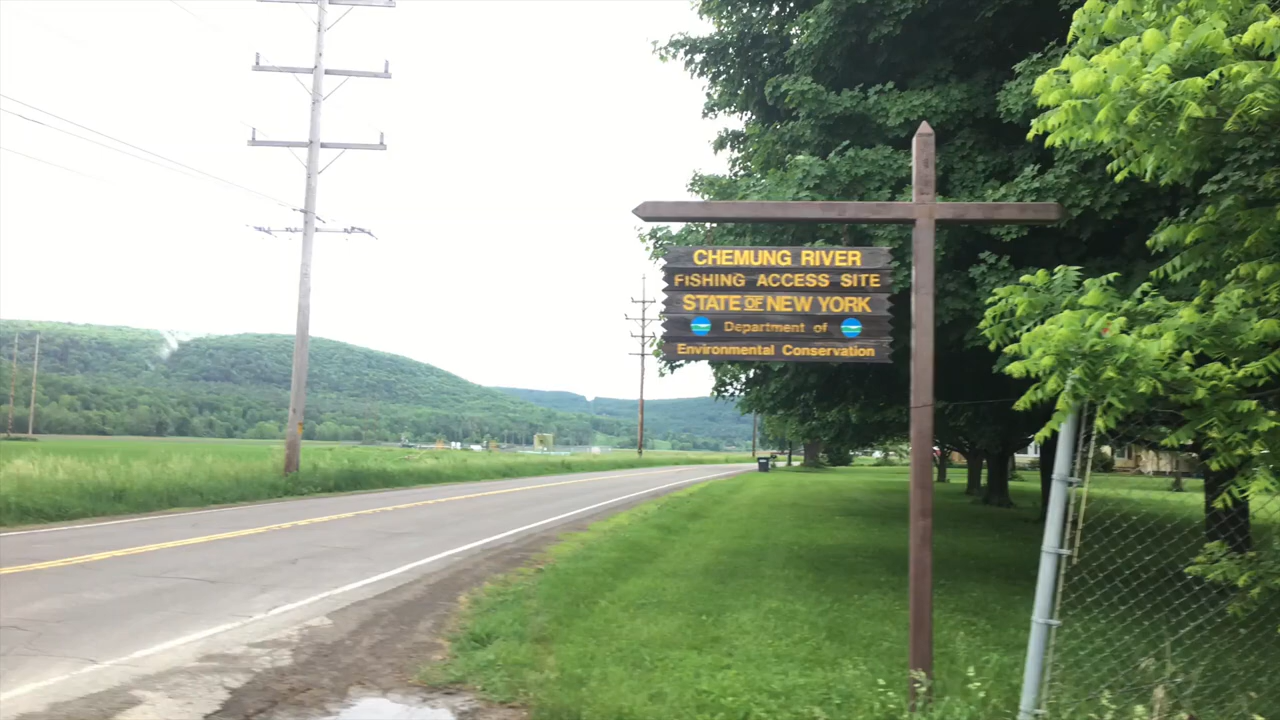 CHEMUNG RIVER
FISHING ACCESS SITE
STATE OF NEW YORK
Department of
Environmental Conservation